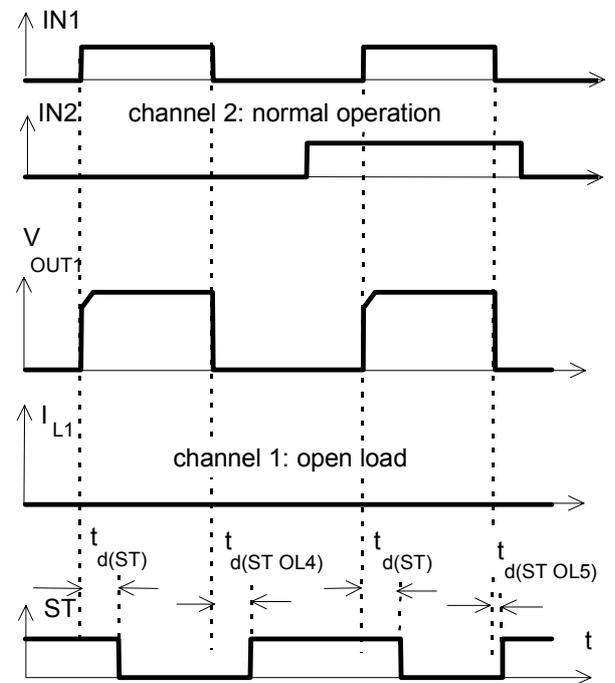 IN1
IN2 channel 2: normal operation
V
OUT1
I L1
channel 1: open load
t t t t
d(ST) d(ST OL4) d(ST) d(ST OL5)
ST
t